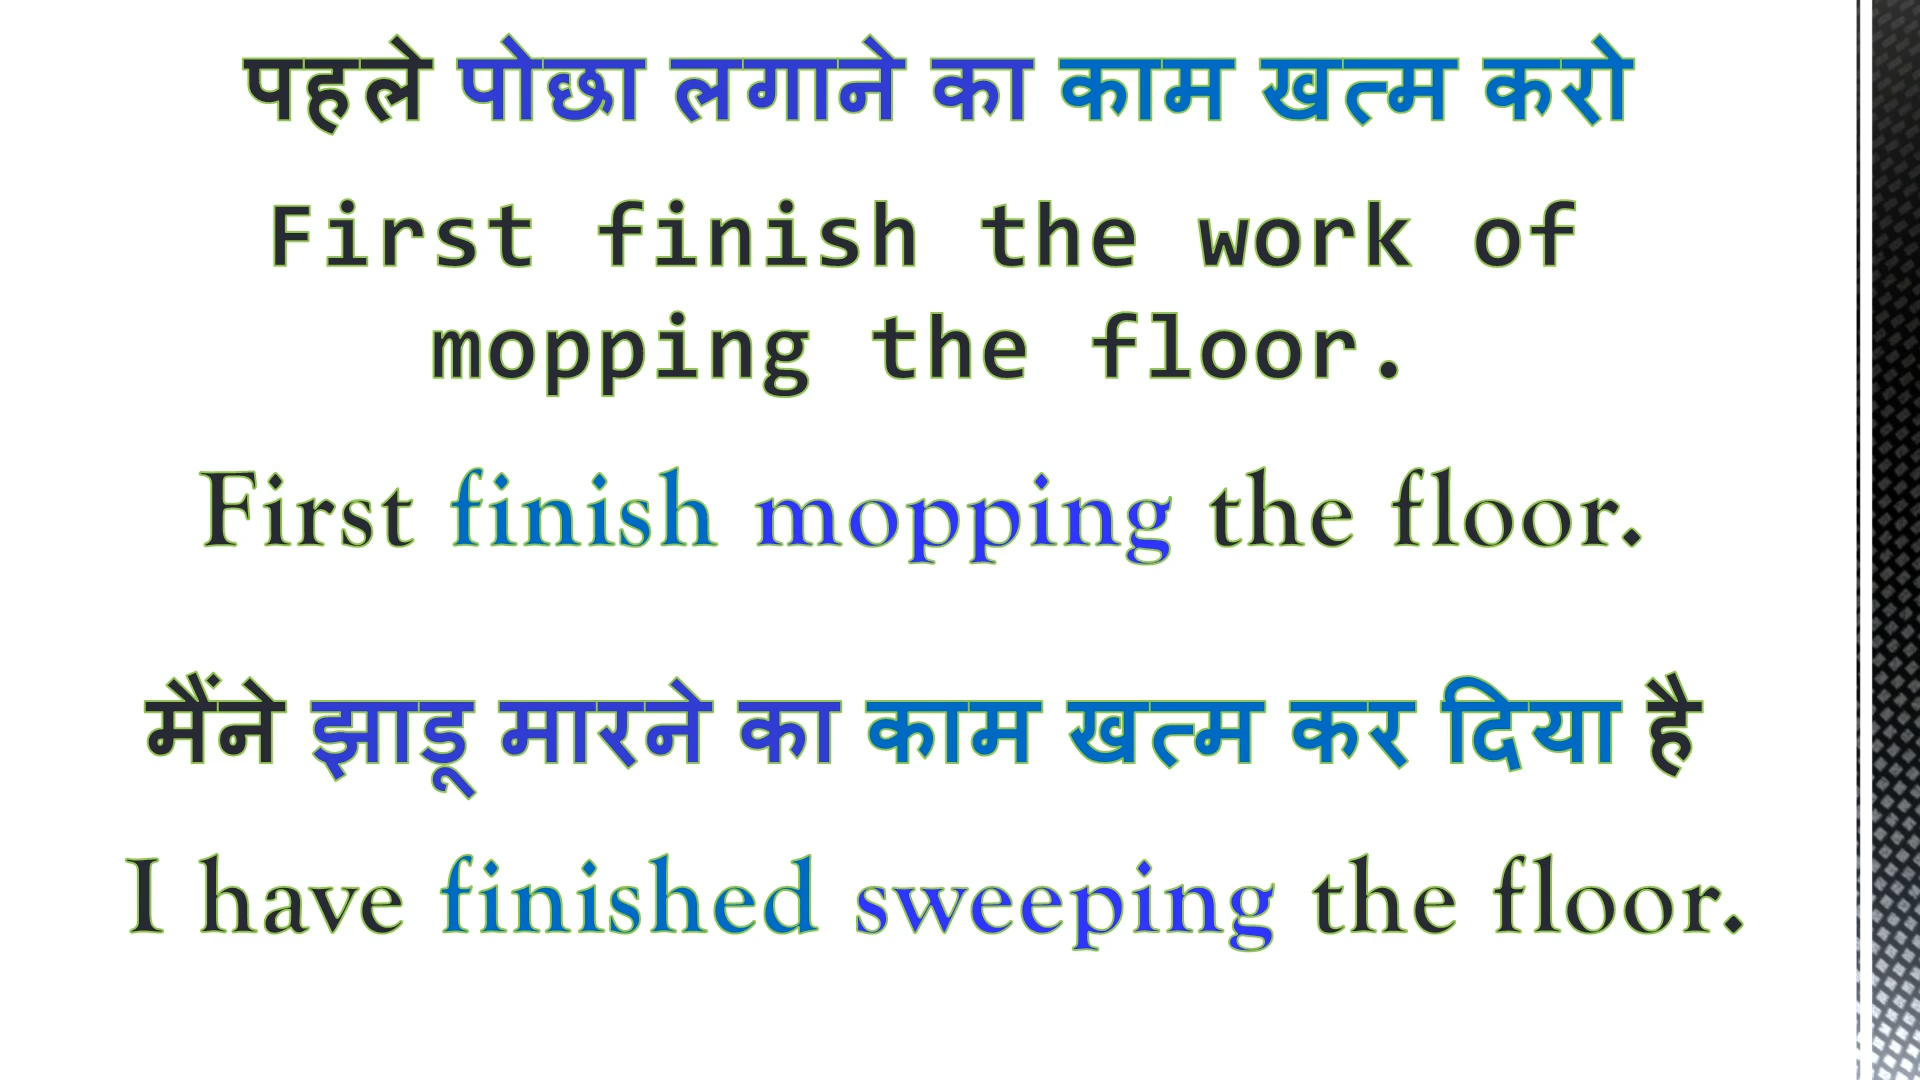 पहले पोछा लगाने का काम खत्म करो
First finish the work of
mopping the floor.
First finish mopping the floor.
मैंने झाडू मारने का काम खत्म कर दिया है
I have finished sweeping the floor.